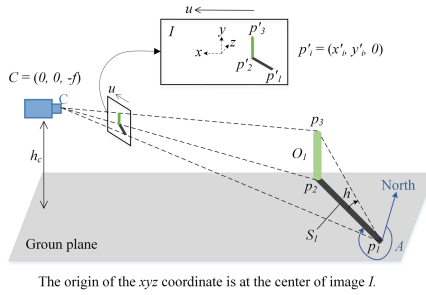 u
I
y
p'3
p'i = (x'i, y'i, 0)
x
z
p'2
p'1
C = (0, 0, -f)
C
u
p3
hc
O1
p2
h
North
S1
Groun plane
p1
A
The origin of the xyz coordinate is at the center of image I.